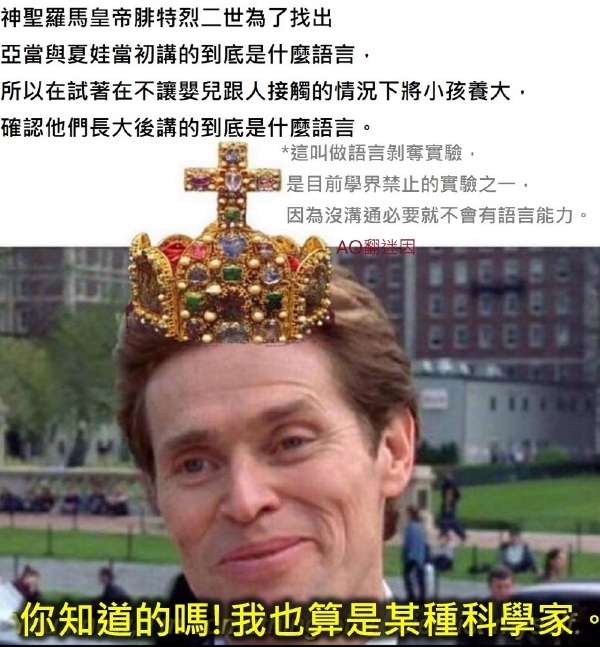 神聖羅馬皇帝腓特烈二世為了找出
亞當與夏娃當初講的到底是什麼語言，
所以在試著在不讓嬰兒跟人接觸的情況下將小孩養大，
確認他們長大後講的到底是什麼語言。
*這叫做語言剝奪實驗，
是目前學界禁止的實驗之一，
因為沒溝通必要就不會有語言能力。
AQ翻迷因
你知道的嗎!我也算是某種科學家。